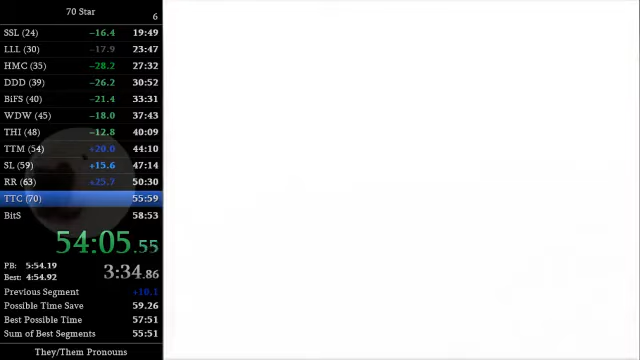 70 Star
6
SSL (24) −16.4 19:49
LLL (30) −17.9 23:47
HMC (35) −28.2 27:32
DDD (39) −26.2 30:52
BiFS (40) −21.4 33:31
WDW (45) −18.0 37:43
THI (48) −12.8 40:09
TTM (54) +20.0 44:10
SL (59) +15.6 47:14
RR (63) +25.7 50:30
TTC (70) 55:59
BitS 58:53
54:05.55
PB: 5:54.19
Best: 4:54.92 3:34.86
Previous Segment +10.1
Possible Time Save 59.26
Best Possible Time 57:51
Sum of Best Segments 55:51
They/Them Pronouns